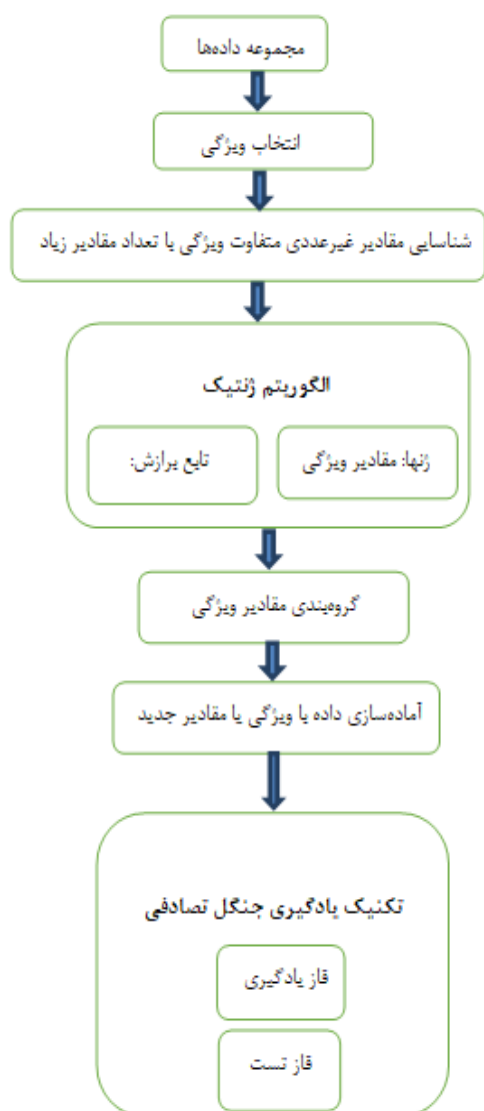 مجموعه داده‌ها
انتخاب ویژگی
شناسایی مقادیر غیرعددی متفاوت ویژگی با تعداد مقادیر زیاد
الگوریتم ژنتیک
ژنها: مقادیر ویژگی
تابع برازش:
گروه‌بندی مقادیر ویژگی
آماده‌سازی داده با ویژگی با مقادیر جدید
تکنیک یادگیری جنگل تصادفی
فاز یادگیری
فاز تست